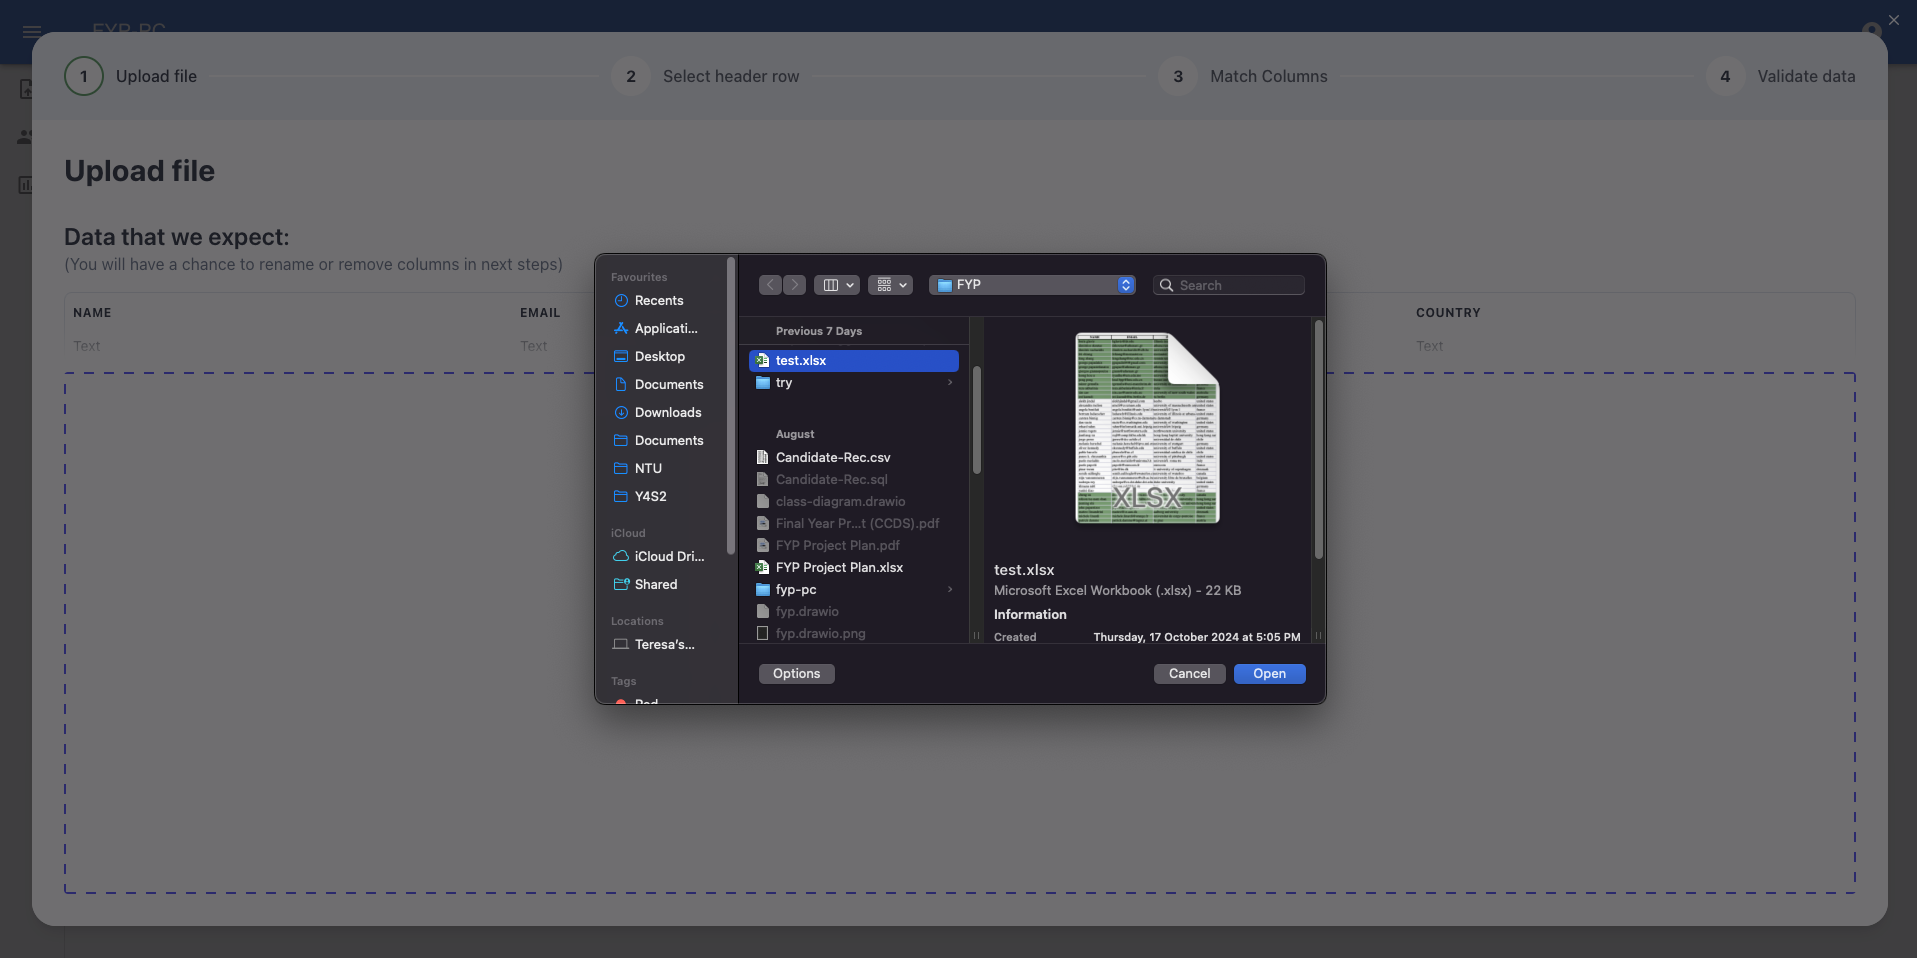 FYP-PC
1 Upload file
2 Select header row
3 Match Columns
4 Validate data
Upload file
Data that we expect:
(You will have a chance to rename or remove columns in next steps)
NAME EMAIL COUNTRY
Text Text Text
Favourites
Recents
Applicati...
Desktop
Documents
Downloads
Documents
NTU
Y4S2
iCloud
iCloud Dri...
Shared
Locations
Teresa's...
Tags
Red
FYP
Search
Previous 7 Days
test.xlsx
try
August
Candidate-Rec.csv
Candidate-Rec.sql
class-diagram.drawio
Final Year Pr...t (CCDS).pdf
FYP Project Plan.pdf
FYP Project Plan.xlsx
fyp-pc
fyp.drawio
fyp.drawio.png
XLSX
test.xlsx
Microsoft Excel Workbook (.xlsx) - 22 KB
Information
Created Thursday, 17 October 2024 at 5:05 PM
Options
Cancel
Open